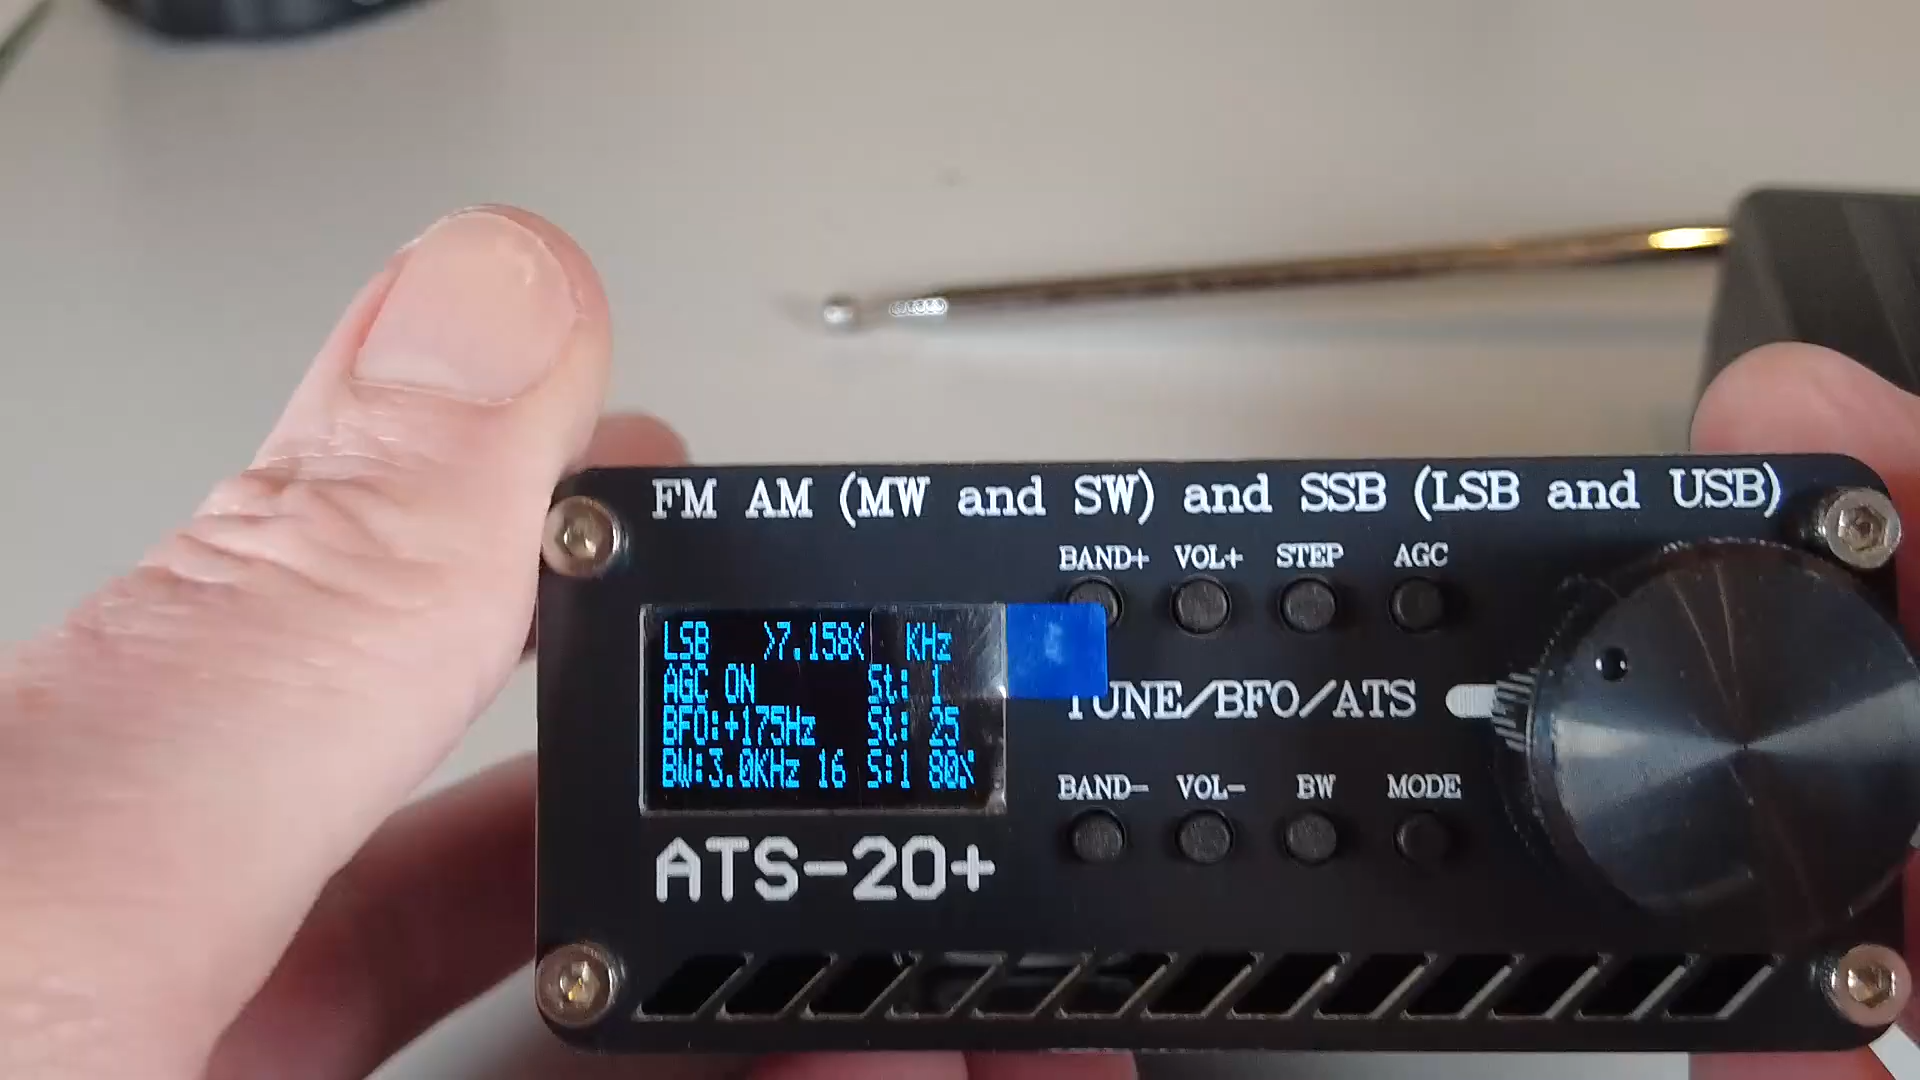 FM AM (MW and SW) and SSB (LSB and USB)
BAND+ VOL+ STEP AGC
LSB >7.158< KHz
AGC ON St: 1
BFO:+175Hz St: 25
BW:3.0KHz 16 S:1 80%
TUNE/BFO/ATS
BAND- VOL- BW MODE
ATS-20+